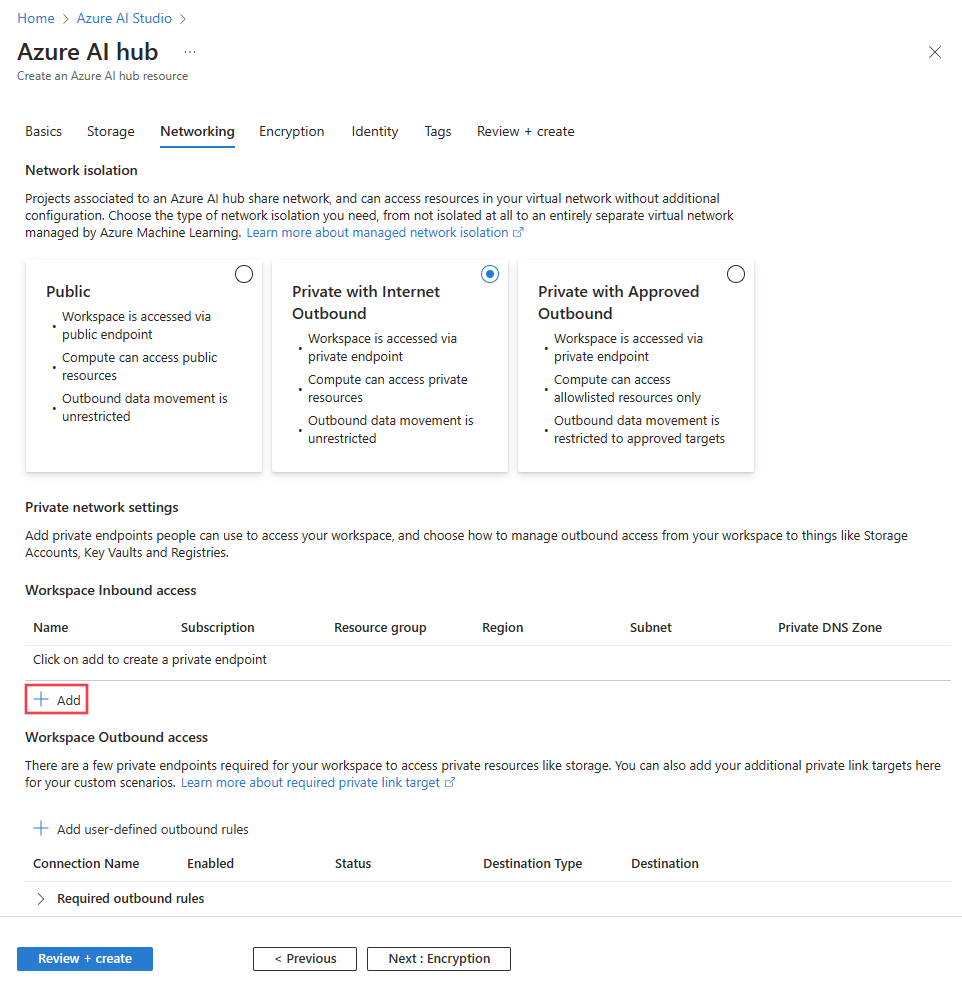 Home > Azure AI Studio >
Azure AI hub ...
Create an Azure AI hub resource
Basics Storage Networking Encryption Identity Tags Review + create
Network isolation
Projects associated to an Azure AI hub share network, and can access resources in your virtual network without additional
configuration. Choose the type of network isolation you need, from not isolated at all to an entirely separate virtual network
managed by Azure Machine Learning. Learn more about managed network isolation
Public
• Workspace is accessed via
public endpoint
• Compute can access public
resources
• Outbound data movement is
unrestricted
Private with Internet
Outbound
• Workspace is accessed via
private endpoint
• Compute can access private
resources
• Outbound data movement is
unrestricted
Private with Approved
Outbound
• Workspace is accessed via
private endpoint
• Compute can access
allowlisted resources only
• Outbound data movement is
restricted to approved targets
Private network settings
Add private endpoints people can use to access your workspace, and choose how to manage outbound access from your workspace to things like Storage
Accounts, Key Vaults and Registries.
Workspace Inbound access
Name Subscription Resource group Region Subnet Private DNS Zone
Click on add to create a private endpoint
+ Add
Workspace Outbound access
There are a few private endpoints required for your workspace to access private resources like storage. You can also add your additional private link targets here
for your custom scenarios. Learn more about required private link target
+ Add user-defined outbound rules
Connection Name Enabled Status Destination Type Destination
> Required outbound rules
Review + create < Previous Next : Encryption